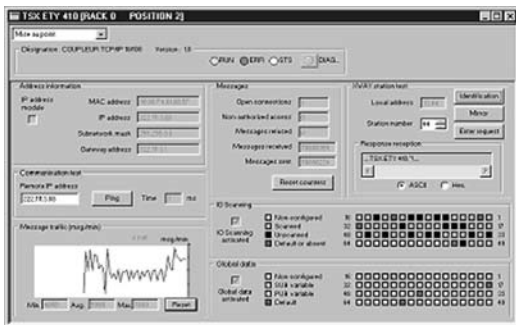 TSX ETY 410 [RACK 0 POSITION 2]
Mise au point
Désignation: COUPLEUR TCP/IP 10/100 Version: 1.0
RUN ERR STS DIAG...
Address information
IP address module
MAC address
IP address
Subnetwork mask
Gateway address
Messages
Open connections
Non-authorized access
Messages refused
Messages received
Messages sent
Reset counters
XWAY station test
Local address
Station number
Identification
Mirror
Enter request
Response reception
...TSX ETY 410."...
ASCII Hex.
Communication test
Remote IP address
Ping Time ms
Message traffic (msg/min)
msg/min
Min. Avg. Max. Reset
IO Scanning
IO Scanning activated
Non-configured 16 1
Scanned 32 17
Unscanned 48 33
Default or absent 64 49
Global data
Global data activated
Non-configured 16 1
SUB variable 32 17
PUB variable 48 33
Default 64 49